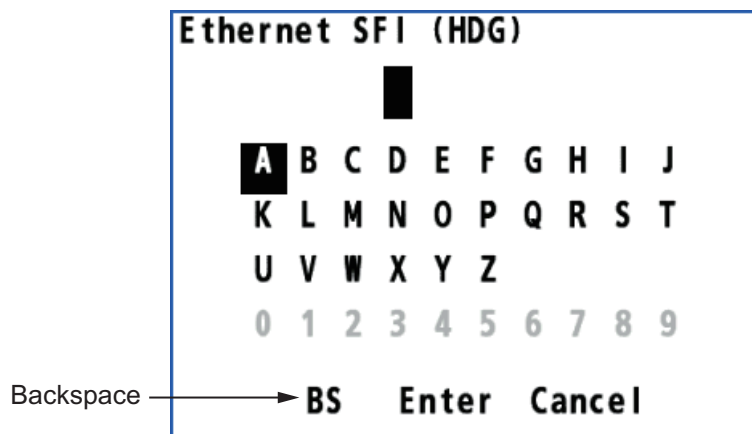 Ethernet SFI (HDG)
A B C D E F G H I J
K L M N O P Q R S T
U V W X Y Z
0 1 2 3 4 5 6 7 8 9
Backspace BS Enter Cancel